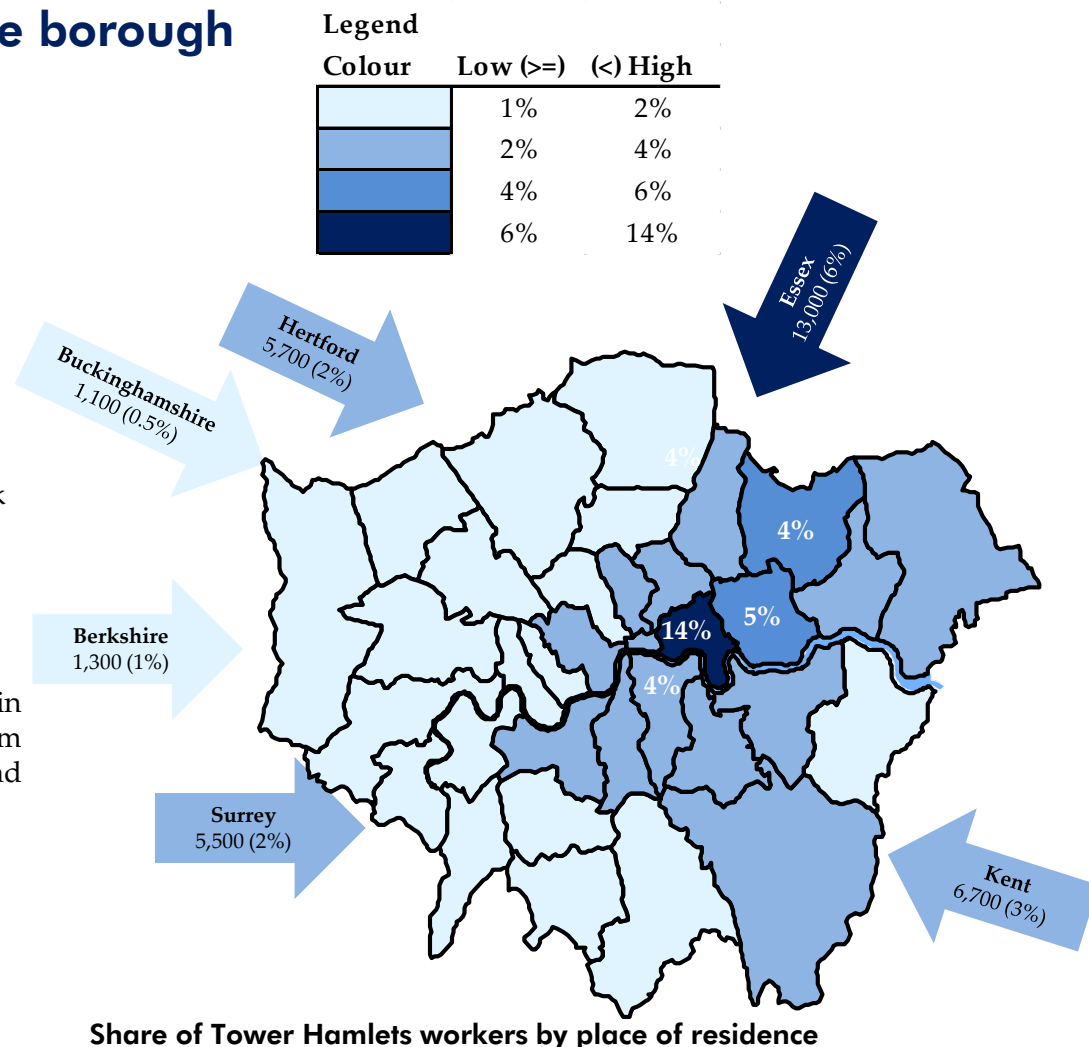 e borough
Legend
Colour Low (>=) (<) High
1% 2%
2% 4%
4% 6%
6% 14%
Essex
13,000 (6%)
Hertford
5,700 (2%)
Buckinghamshire
1,100 (0.5%)
4%
k
4%
Berkshire
1,300 (1%)
14%
5%
4%
in
m
nd
Surrey
5,500 (2%)
Kent
6,700 (3%)
Share of Tower Hamlets workers by place of residence